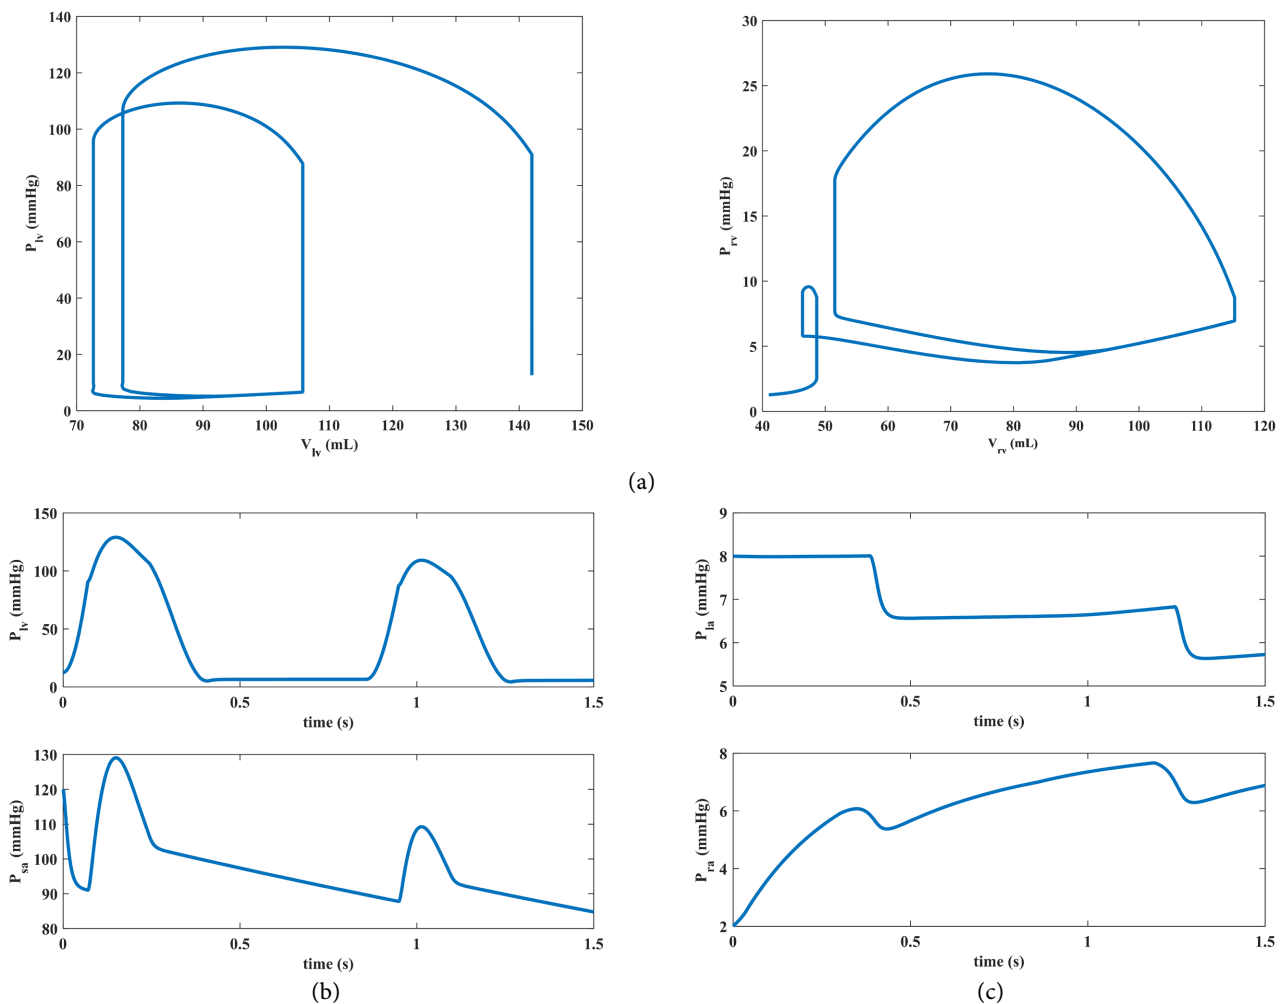 140
120
100
80
60
40
20
0
P_lv (mmHg)
70 80 90 100 110 120 130 140 150
V_lv (mL)
30
25
20
15
10
5
0
P_rv (mmHg)
40 50 60 70 80 90 100 110 120
V_rv (mL)
(a)
150
100
50
0
P_lv (mmHg)
0 0.5 1 1.5
time (s)
130
120
110
100
90
80
P_sa (mmHg)
0 0.5 1 1.5
time (s)
(b)
9
8
7
6
5
P_la (mmHg)
0 0.5 1 1.5
time (s)
8
6
4
2
P_ra (mmHg)
0 0.5 1 1.5
time (s)
(c)